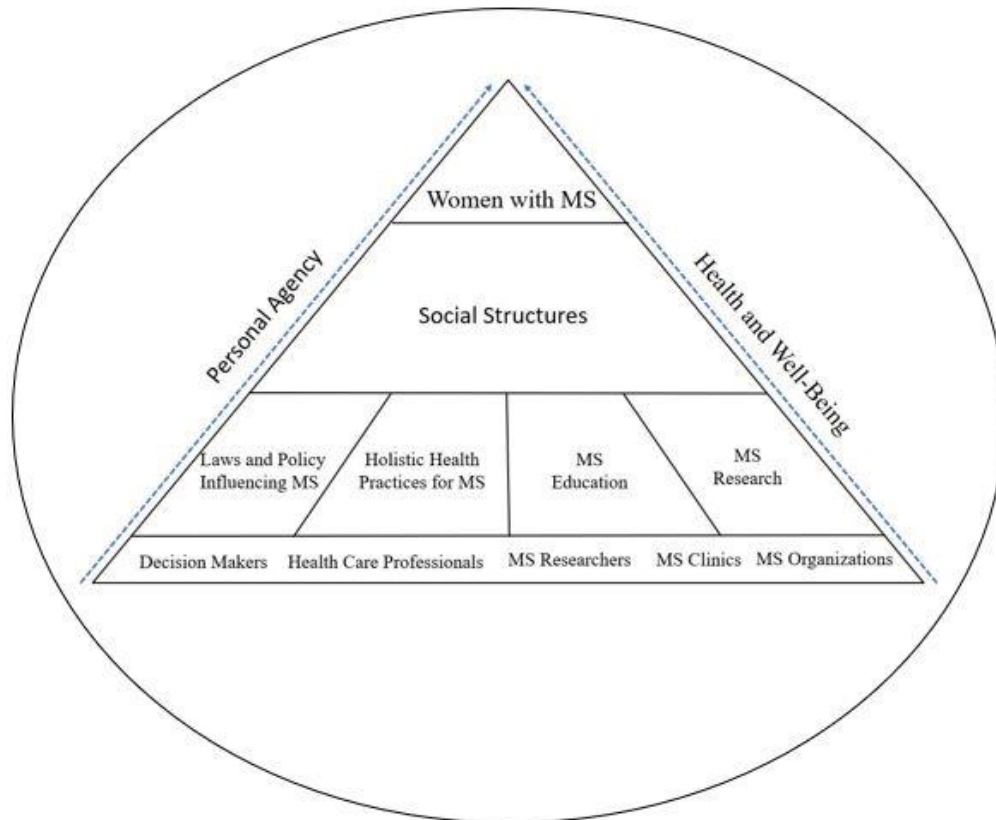 Women with MS
Personal Agency
Health and Well-Being
Social Structures
Laws and Policy
Influencing MS
Holistic Health
Practices for MS
MS
Education
MS
Research
Decision Makers
Health Care Professionals
MS Researchers
MS Clinics
MS Organizations